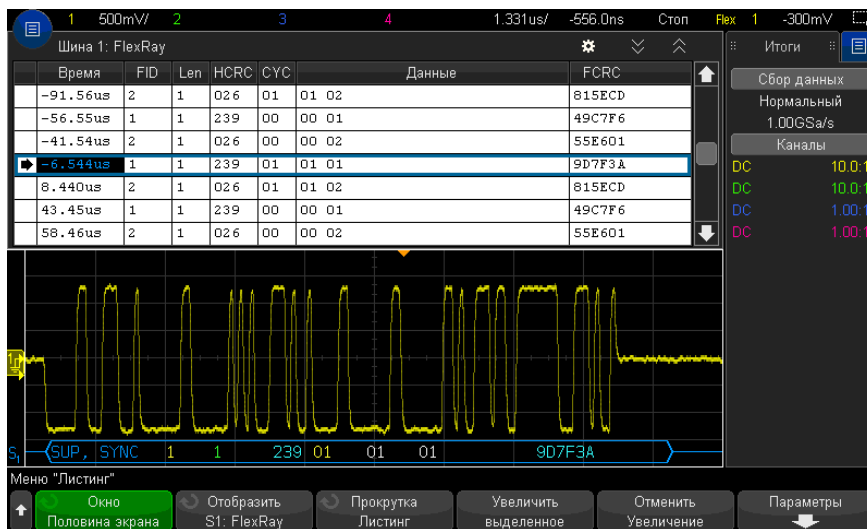 1 500mV/ 2 3 4 1.331us/ -556.0ns Стоп Flex 1 -300mV
Шина 1: FlexRay
Итоги
Время FID Len HCRC CYC Данные FCRC
-91.56us 2 1 026 01 01 02 815ECD
-56.55us 1 1 239 00 00 01 49C7F6
-41.54us 2 1 026 00 00 02 55E601
-6.544us 1 1 239 01 01 01 9D7F3A
8.440us 2 1 026 01 01 02 815ECD
43.45us 1 1 239 00 00 01 49C7F6
58.46us 2 1 026 00 00 02 55E601
Сбор данных
Нормальный
1.00GSa/s
Каналы
DC 10.0:1
DC 10.0:1
DC 1.00:1
DC 1.00:1
S1 SUP, SYNC 1 1 239 01 01 01 9D7F3A
Меню "Листинг"
Окно
Половина экрана
Отобразить
S1: FlexRay
Прокрутка
Листинг
Увеличить
выделенное
Отменить
Увеличение
Параметры